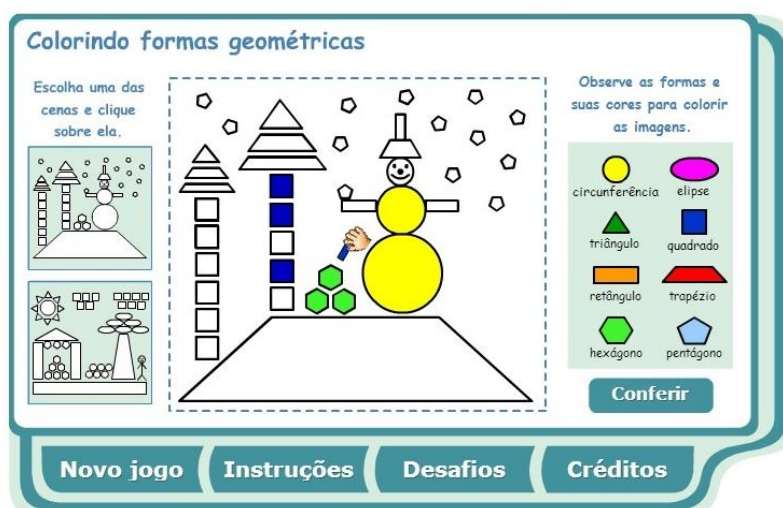 Colorindo formas geométricas
Escolha uma das
cenas e clique
sobre ela.
Observe as formas e
suas cores para colorir
as imagens.
circunferência
elipse
triângulo
quadrado
retângulo
trapézio
hexágono
pentágono
Conferir
Novo jogo
Instruções
Desafios
Créditos